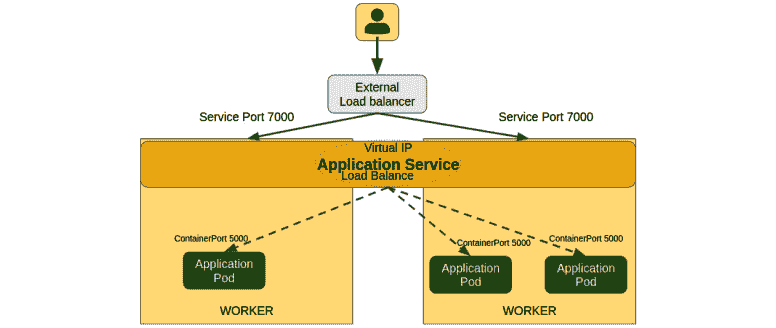 External
Load balancer
Service Port 7000
Service Port 7000
Virtual IP
Application Service
Load Balance
ContainerPort 5000
ContainerPort 5000
ContainerPort 5000
Application
Pod
Application
Pod
Application
Pod
WORKER
WORKER